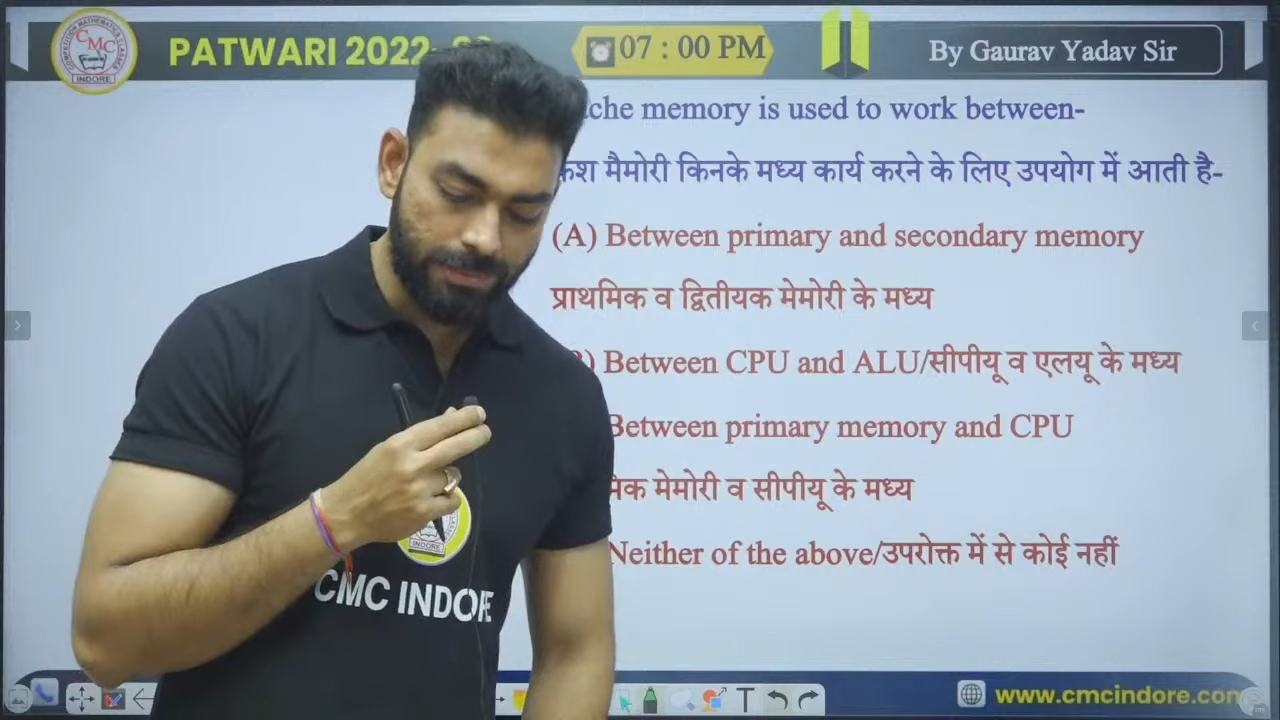 PATWARI 2022-
07 : 00 PM
By Gaurav Yadav Sir
CMC
INDORE
memory is used to work between-
मैमोरी किनके मध्य कार्य करने के लिए उपयोग में आती है-
(A) Between primary and secondary memory
प्राथमिक व द्वितीयक मेमोरी के मध्य
Between CPU and ALU/सीपीयू व एलयू के मध्य
Between primary memory and CPU
मेमोरी व सीपीयू के मध्य
Neither of the above/उपरोक्त में से कोई नहीं
INDORE
CMC INDORE
www.cmcindore.com